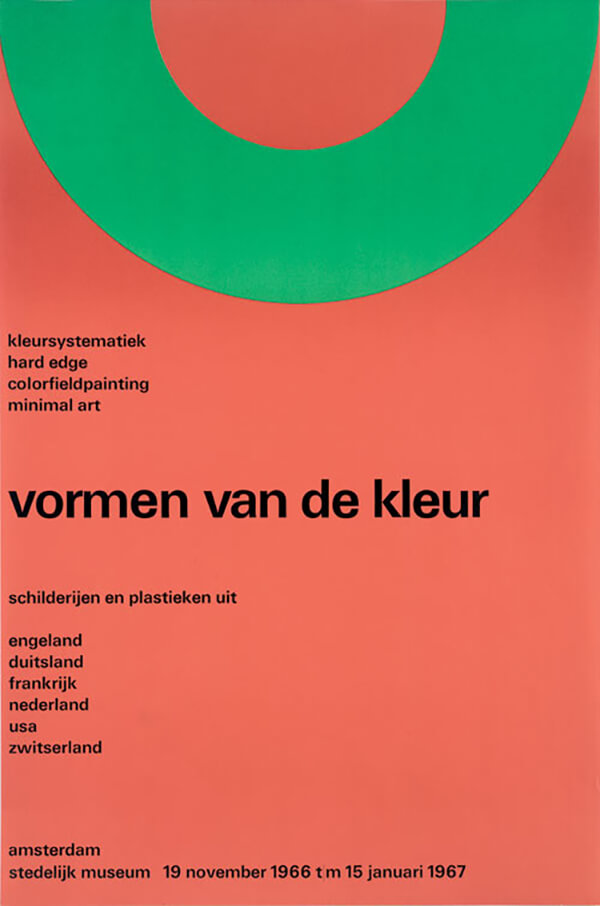 kleursystematiek
hard edge
colorfieldpainting
minimal art
vormen van de kleur
schilderijen en plastieken uit
engeland
duitsland
frankrijk
nederland
usa
zwitserland
amsterdam
stedelijk museum 19 november 1966 t m 15 januari 1967